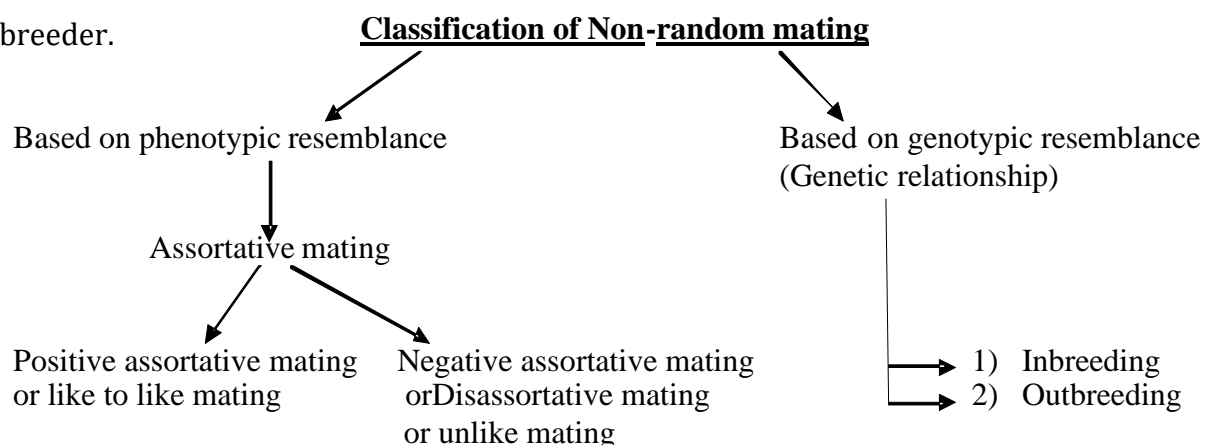 breeder.
Classification of Non-random mating
Based on phenotypic resemblance
Based on genotypic resemblance
(Genetic relationship)
Assortative mating
Positive assortative mating
or like to like mating
Negative assortative mating
orDisassortative mating
or unlike mating
1) Inbreeding
2) Outbreeding